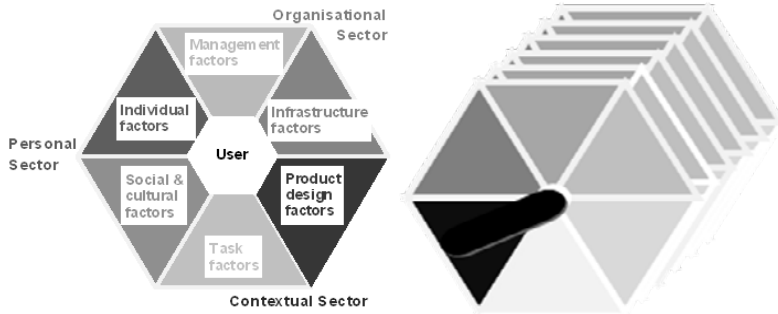 Organisational
Sector
Management
factors
Individual
factors
Infrastructure
factors
Personal
Sector
User
Social &
cultural
factors
Product
design
factors
Task
factors
Contextual Sector